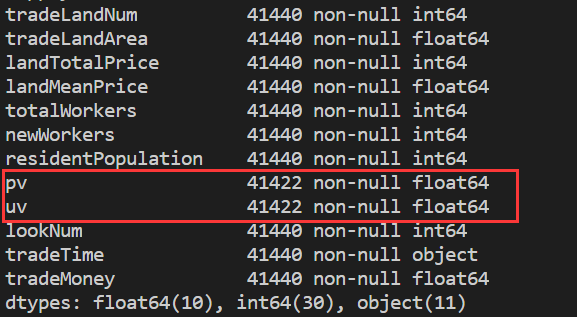 tradeLandNum 41440 non-null int64
tradeLandArea 41440 non-null float64
landTotalPrice 41440 non-null int64
landMeanPrice 41440 non-null float64
totalWorkers 41440 non-null int64
newWorkers 41440 non-null int64
residentPopulation 41440 non-null int64
pv 41422 non-null float64
uv 41422 non-null float64
lookNum 41440 non-null int64
tradeTime 41440 non-null object
tradeMoney 41440 non-null float64
dtypes: float64(10), int64(30), object(11)